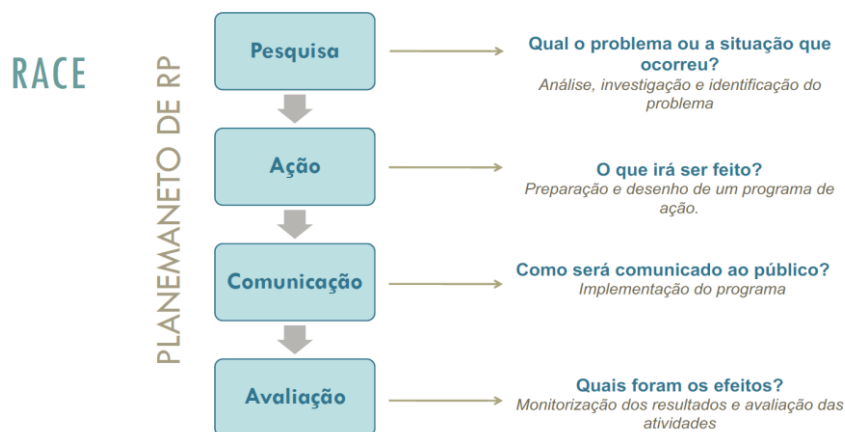 RACE
PLANEMANETO DE RP
Pesquisa
Qual o problema ou a situação que
ocorreu?
Análise, investigação e identificação do
problema
Ação
O que irá ser feito?
Preparação e desenho de um programa de
ação.
Comunicação
Como será comunicado ao público?
Implementação do programa
Avaliação
Quais foram os efeitos?
Monitorização dos resultados e avaliação das
atividades